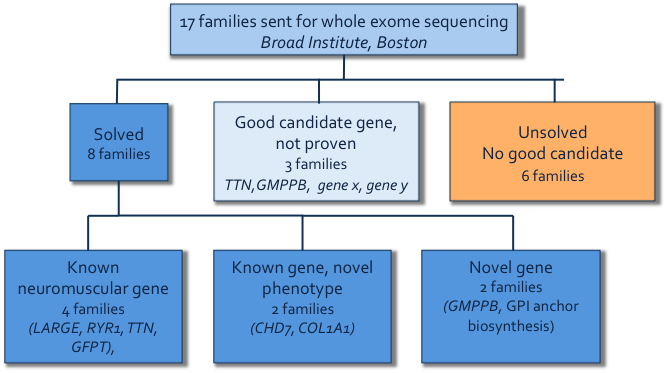 17 families sent for whole exome sequencing
Broad Institute, Boston
Solved
8 families
Good candidate gene,
not proven
3 families
TTN,GMPPB, gene x, gene y
Unsolved
No good candidate
6 families
Known
neuromuscular gene
4 families
(LARGE, RYR1, TTN,
GFPT),
Known gene, novel
phenotype
2 families
(CHD7, COL1A1)
Novel gene
2 families
(GMPPB, GPI anchor
biosynthesis)